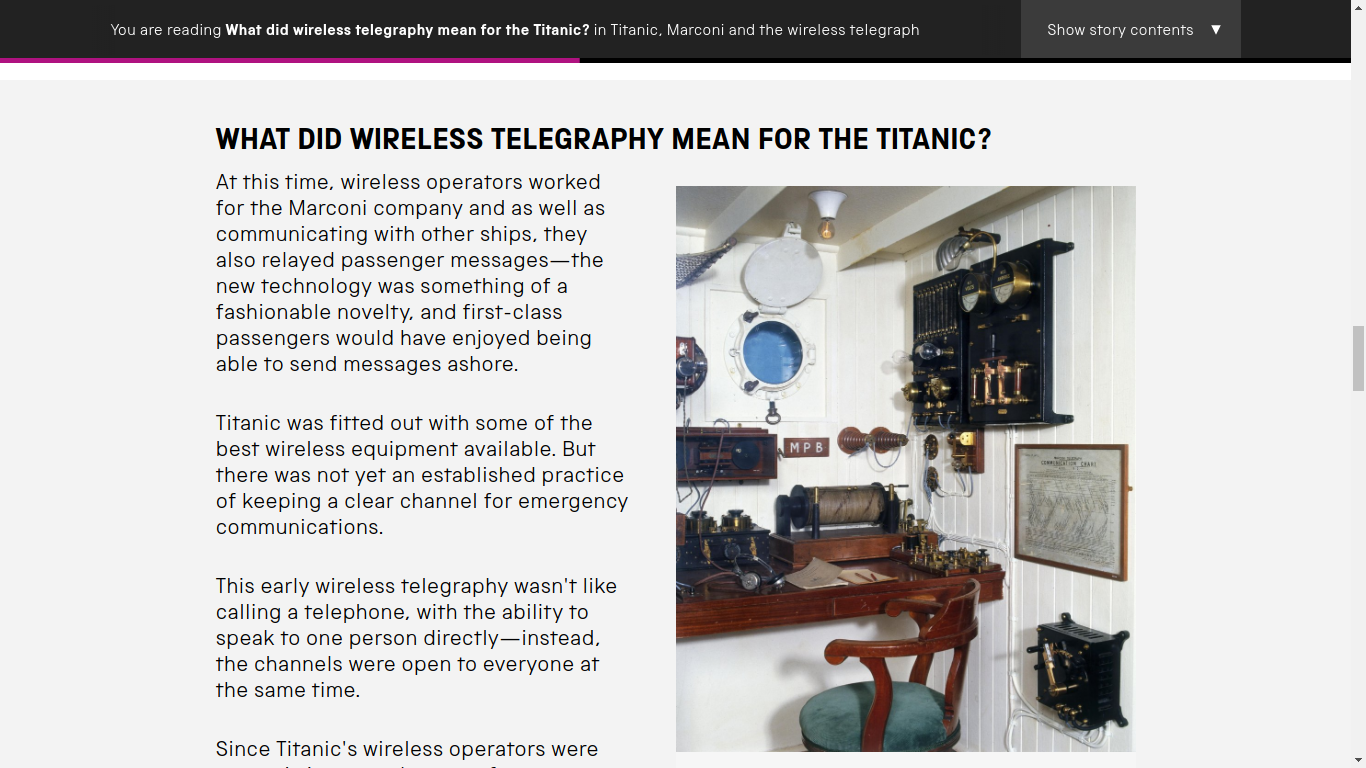 You are reading What did wireless telegraphy mean for the Titanic? in Titanic, Marconi and the wireless telegraph
Show story contents ▼
WHAT DID WIRELESS TELEGRAPHY MEAN FOR THE TITANIC?
At this time, wireless operators worked
for the Marconi company and as well as
communicating with other ships, they
also relayed passenger messages—the
new technology was something of a
fashionable novelty, and first-class
passengers would have enjoyed being
able to send messages ashore.
Titanic was fitted out with some of the
best wireless equipment available. But
there was not yet an established practice
of keeping a clear channel for emergency
communications.
This early wireless telegraphy wasn't like
calling a telephone, with the ability to
speak to one person directly—instead,
the channels were open to everyone at
the same time.
Since Titanic's wireless operators were
MPB
COMMUNICATION CHART